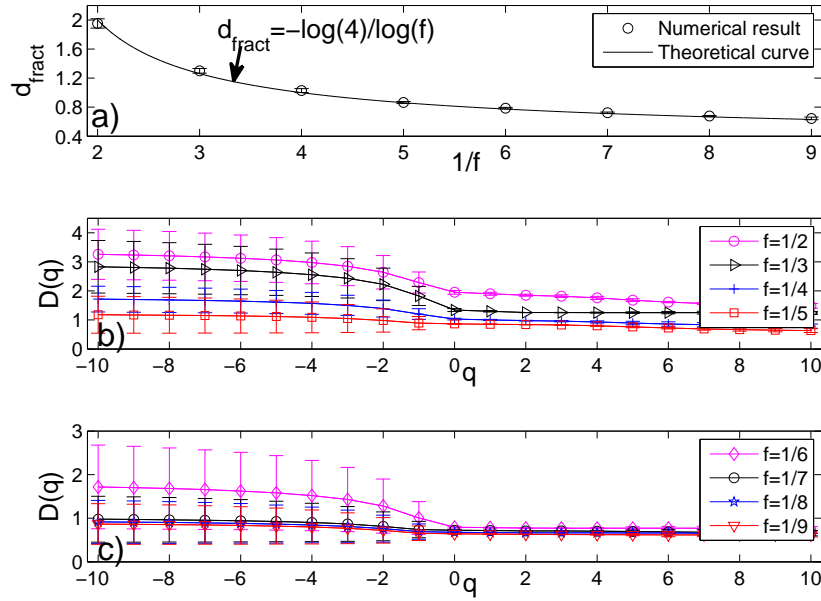 2
1.6
1.2
0.8
0.4
d_fract
d_fract=−log(4)/log(f)
Numerical result
Theoretical curve
a)
2 3 4 5 6 7 8 9
1/f
4
3
2
1
0
D(q)
f=1/2
f=1/3
f=1/4
f=1/5
b)
−10 −8 −6 −4 −2 0 2 4 6 8 10
q
3
2
1
0
D(q)
f=1/6
f=1/7
f=1/8
f=1/9
c)
−10 −8 −6 −4 −2 0 2 4 6 8 10
q